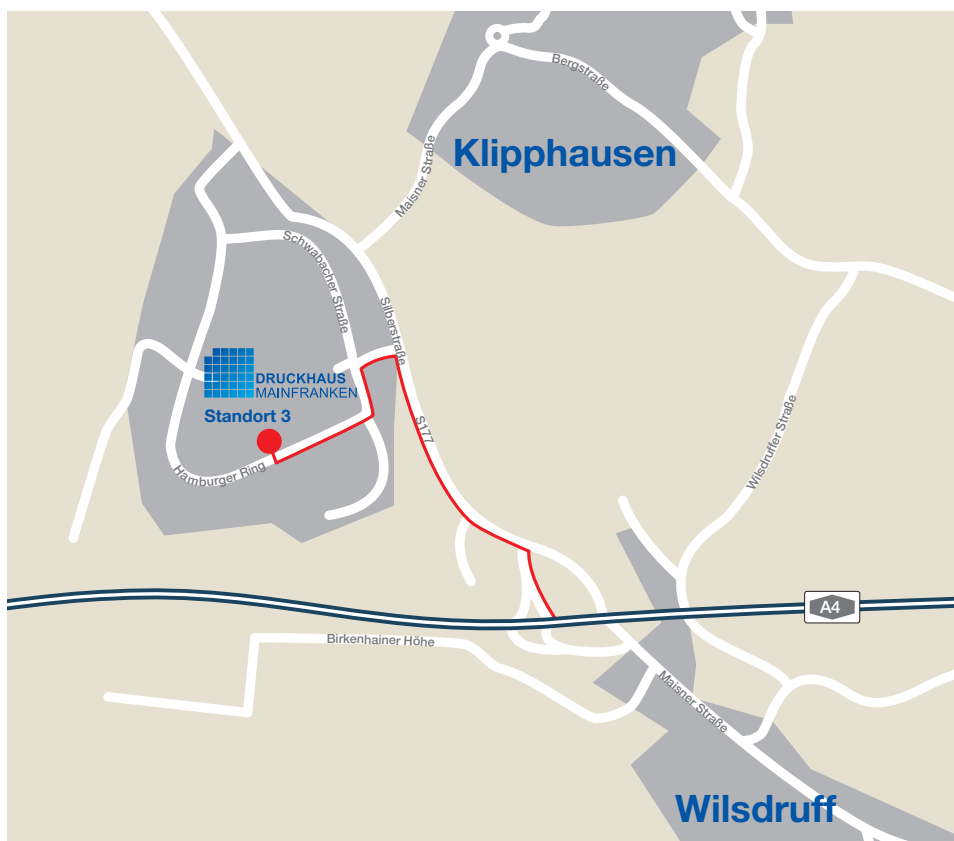 Bergstraße
Klipphausen
Maisner Straße
Schwabacher Straße
Silberstraße
DRUCKHAUS
MAINFRANKEN
Standort 3
S177
Wilsdruffer Straße
Hamburger Ring
A4
Birkenhainer Höhe
Maisner Straße
Wilsdruff